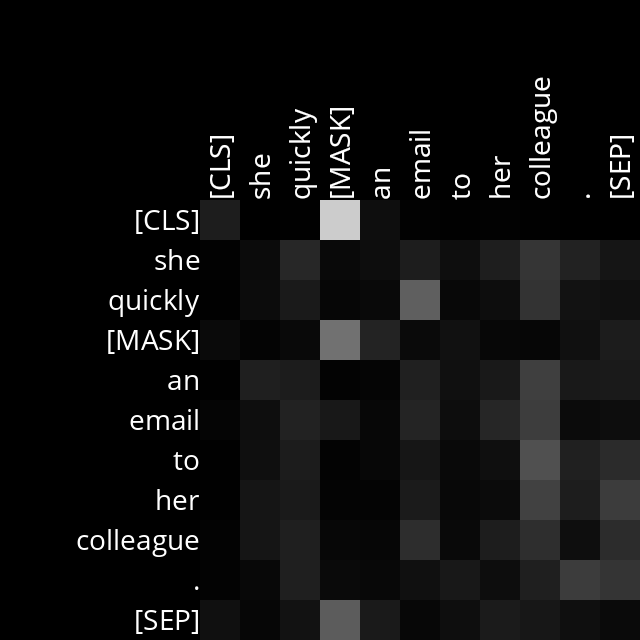 [CLS]
she
quickly
[MASK]
an
email
to
her
colleague
.
[SEP]
[CLS]
she
quickly
[MASK]
an
email
to
her
colleague
.
[SEP]